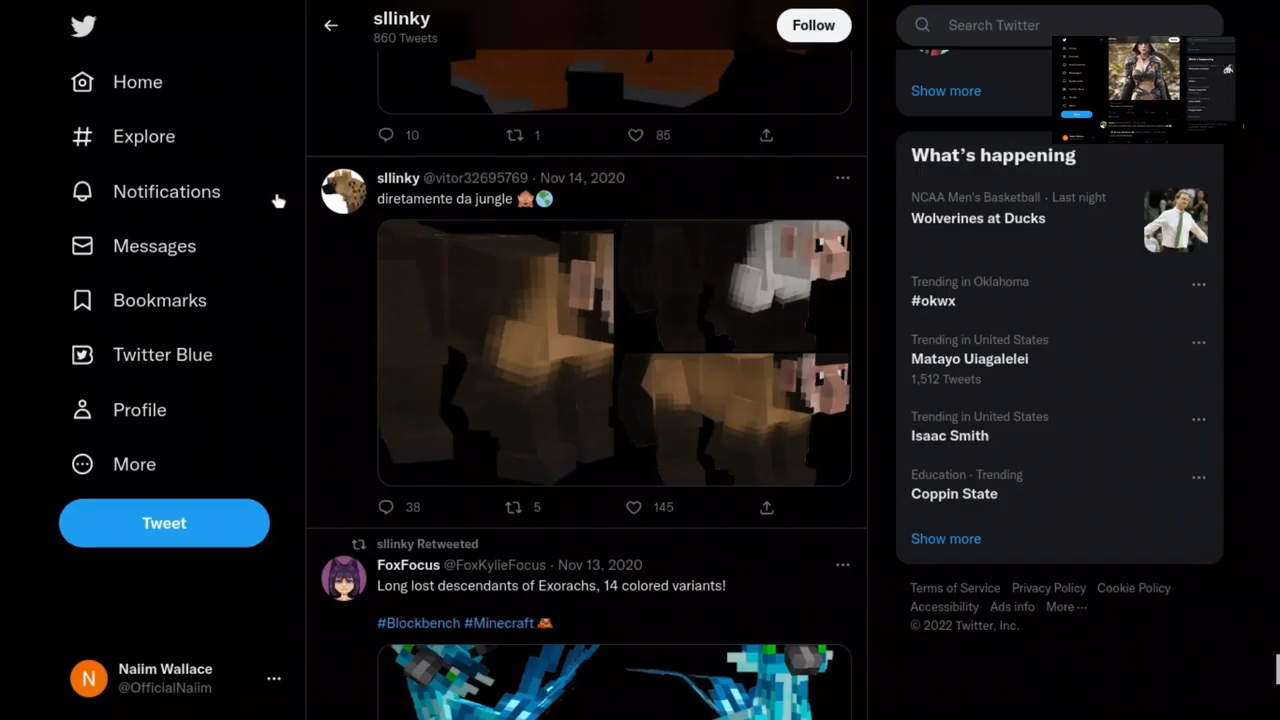 Home
Explore
Notifications
Messages
Bookmarks
Twitter Blue
Profile
More
Tweet
N
Naiim Wallace
@OfficialNaiim
sllinky
860 Tweets
Follow
10
1
85
sllinky @vitor32695769 · Nov 14, 2020
diretamente da jungle 🙈🌎
38
5
145
sllinky Retweeted
FoxFocus @FoxKylieFocus · Nov 13, 2020
Long lost descendants of Exorachs, 14 colored variants!
#Blockbench #Minecraft
Search Twitter
Show more
What's happening
NCAA Men's Basketball · Last night
Wolverines at Ducks
Trending in Oklahoma
#okwx
Trending in United States
Matayo Uiagalelei
1,512 Tweets
Trending in United States
Isaac Smith
Education · Trending
Coppin State
Show more
Terms of Service Privacy Policy Cookie Policy
Accessibility Ads info More ···
© 2022 Twitter, Inc.